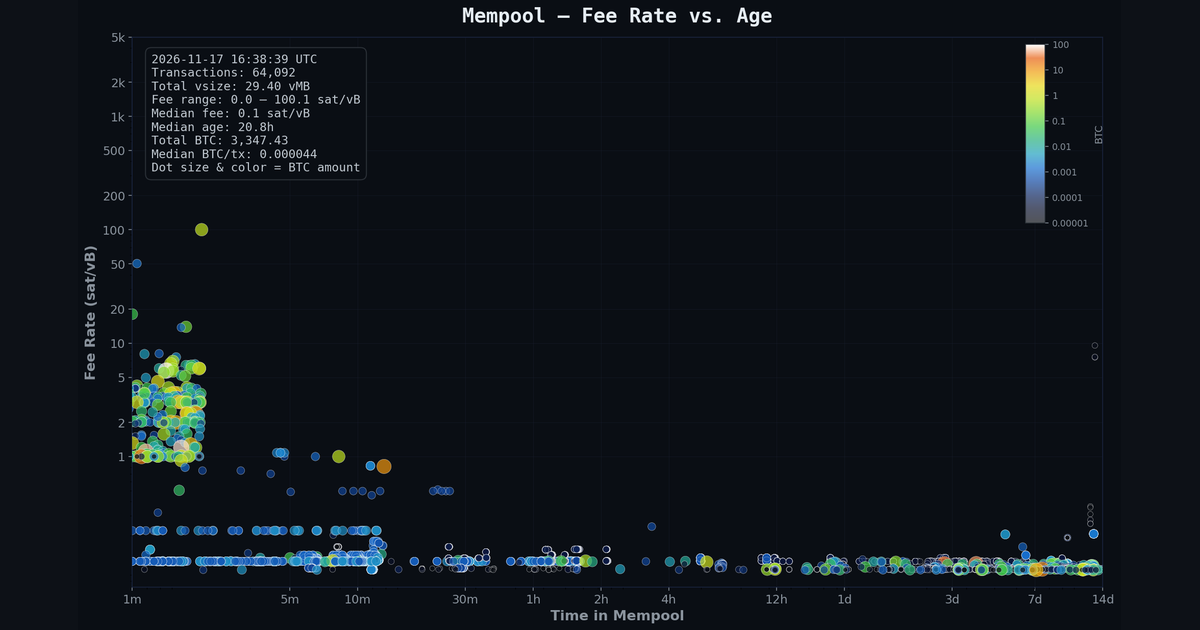 Mempool — Fee Rate vs. Age
2026-11-17 16:38:39 UTC
Transactions: 64,092
Total vsize: 29.40 vMB
Fee range: 0.0 — 100.1 sat/vB
Median fee: 0.1 sat/vB
Median age: 20.8h
Total BTC: 3,347.43
Median BTC/tx: 0.000044
Dot size & color = BTC amount
100
10
1
0.1
0.01
0.001
0.0001
0.00001
BTC
Fee Rate (sat/vB)
5k
2k
1k
500
200
100
50
20
10
5
2
1
1m 5m 10m 30m 1h 2h 4h 12h 1d 3d 7d 14d
Time in Mempool